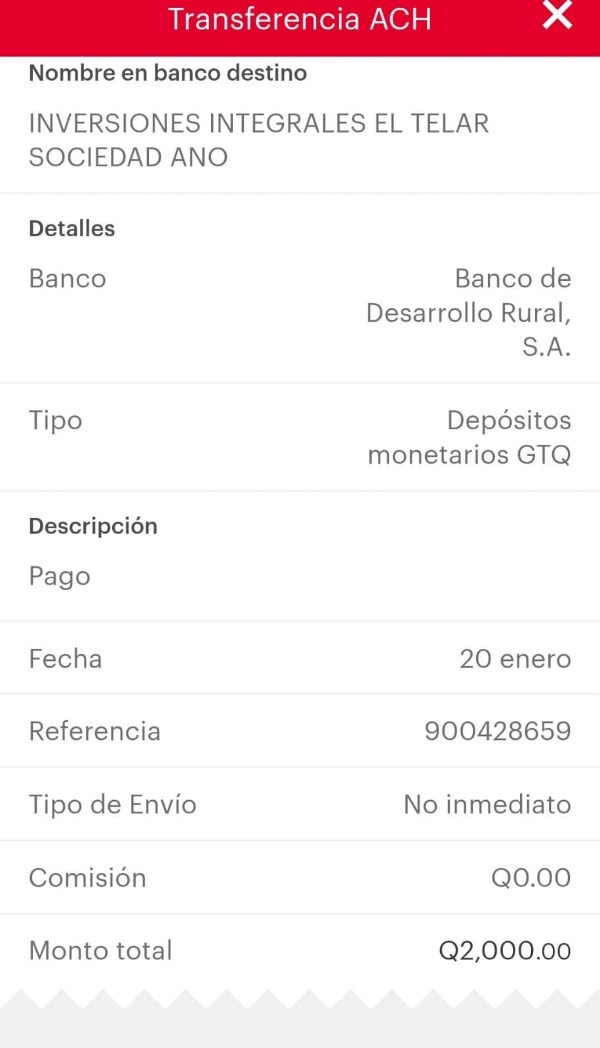 Transferencia ACH
Nombre en banco destino
INVERSIONES INTEGRALES EL TELAR
SOCIEDAD ANO
Detalles
Banco
Banco de
Desarrollo Rural,
S.A.
Tipo
Depósitos
monetarios GTQ
Descripción
Pago
Fecha 20 enero
Referencia 900428659
Tipo de Envío No inmediato
Comisión Q0.00
Monto total Q2,000.00